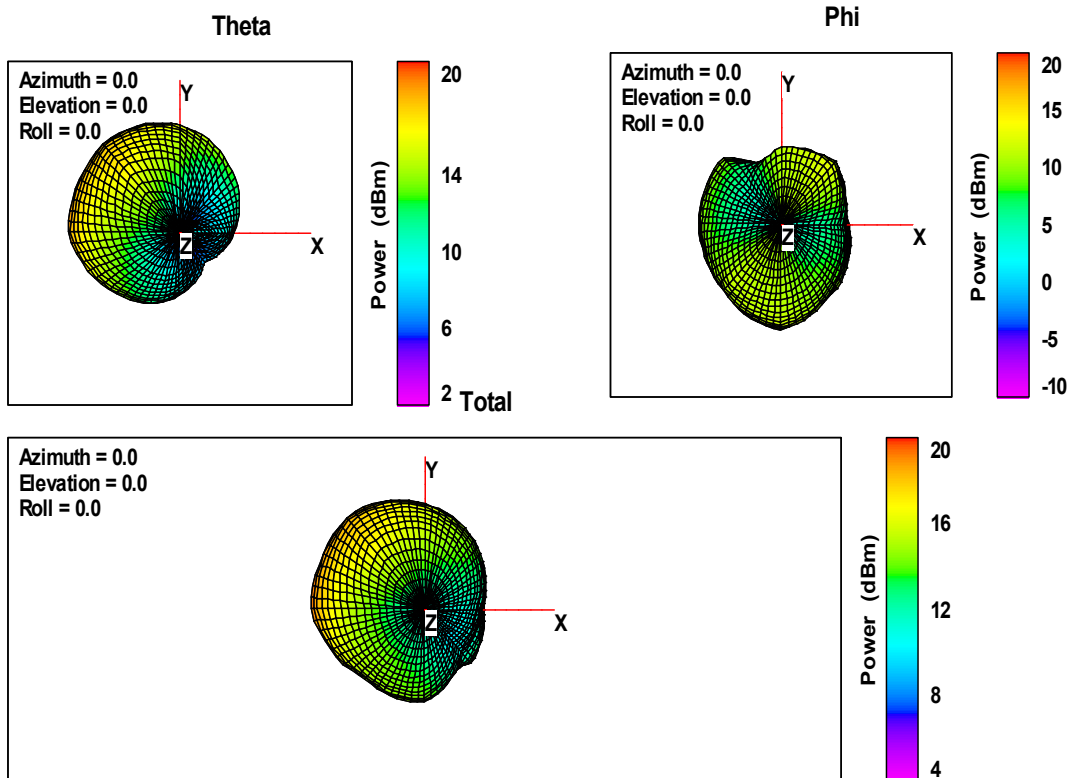 Theta
Azimuth = 0.0
Elevation = 0.0
Roll = 0.0
Y
Z
X
Power (dBm)
20
14
10
6
2
Phi
Azimuth = 0.0
Elevation = 0.0
Roll = 0.0
Y
Z
X
Power (dBm)
20
15
10
5
0
-5
-10
Total
Azimuth = 0.0
Elevation = 0.0
Roll = 0.0
Y
Z
X
Power (dBm)
20
16
12
8
4